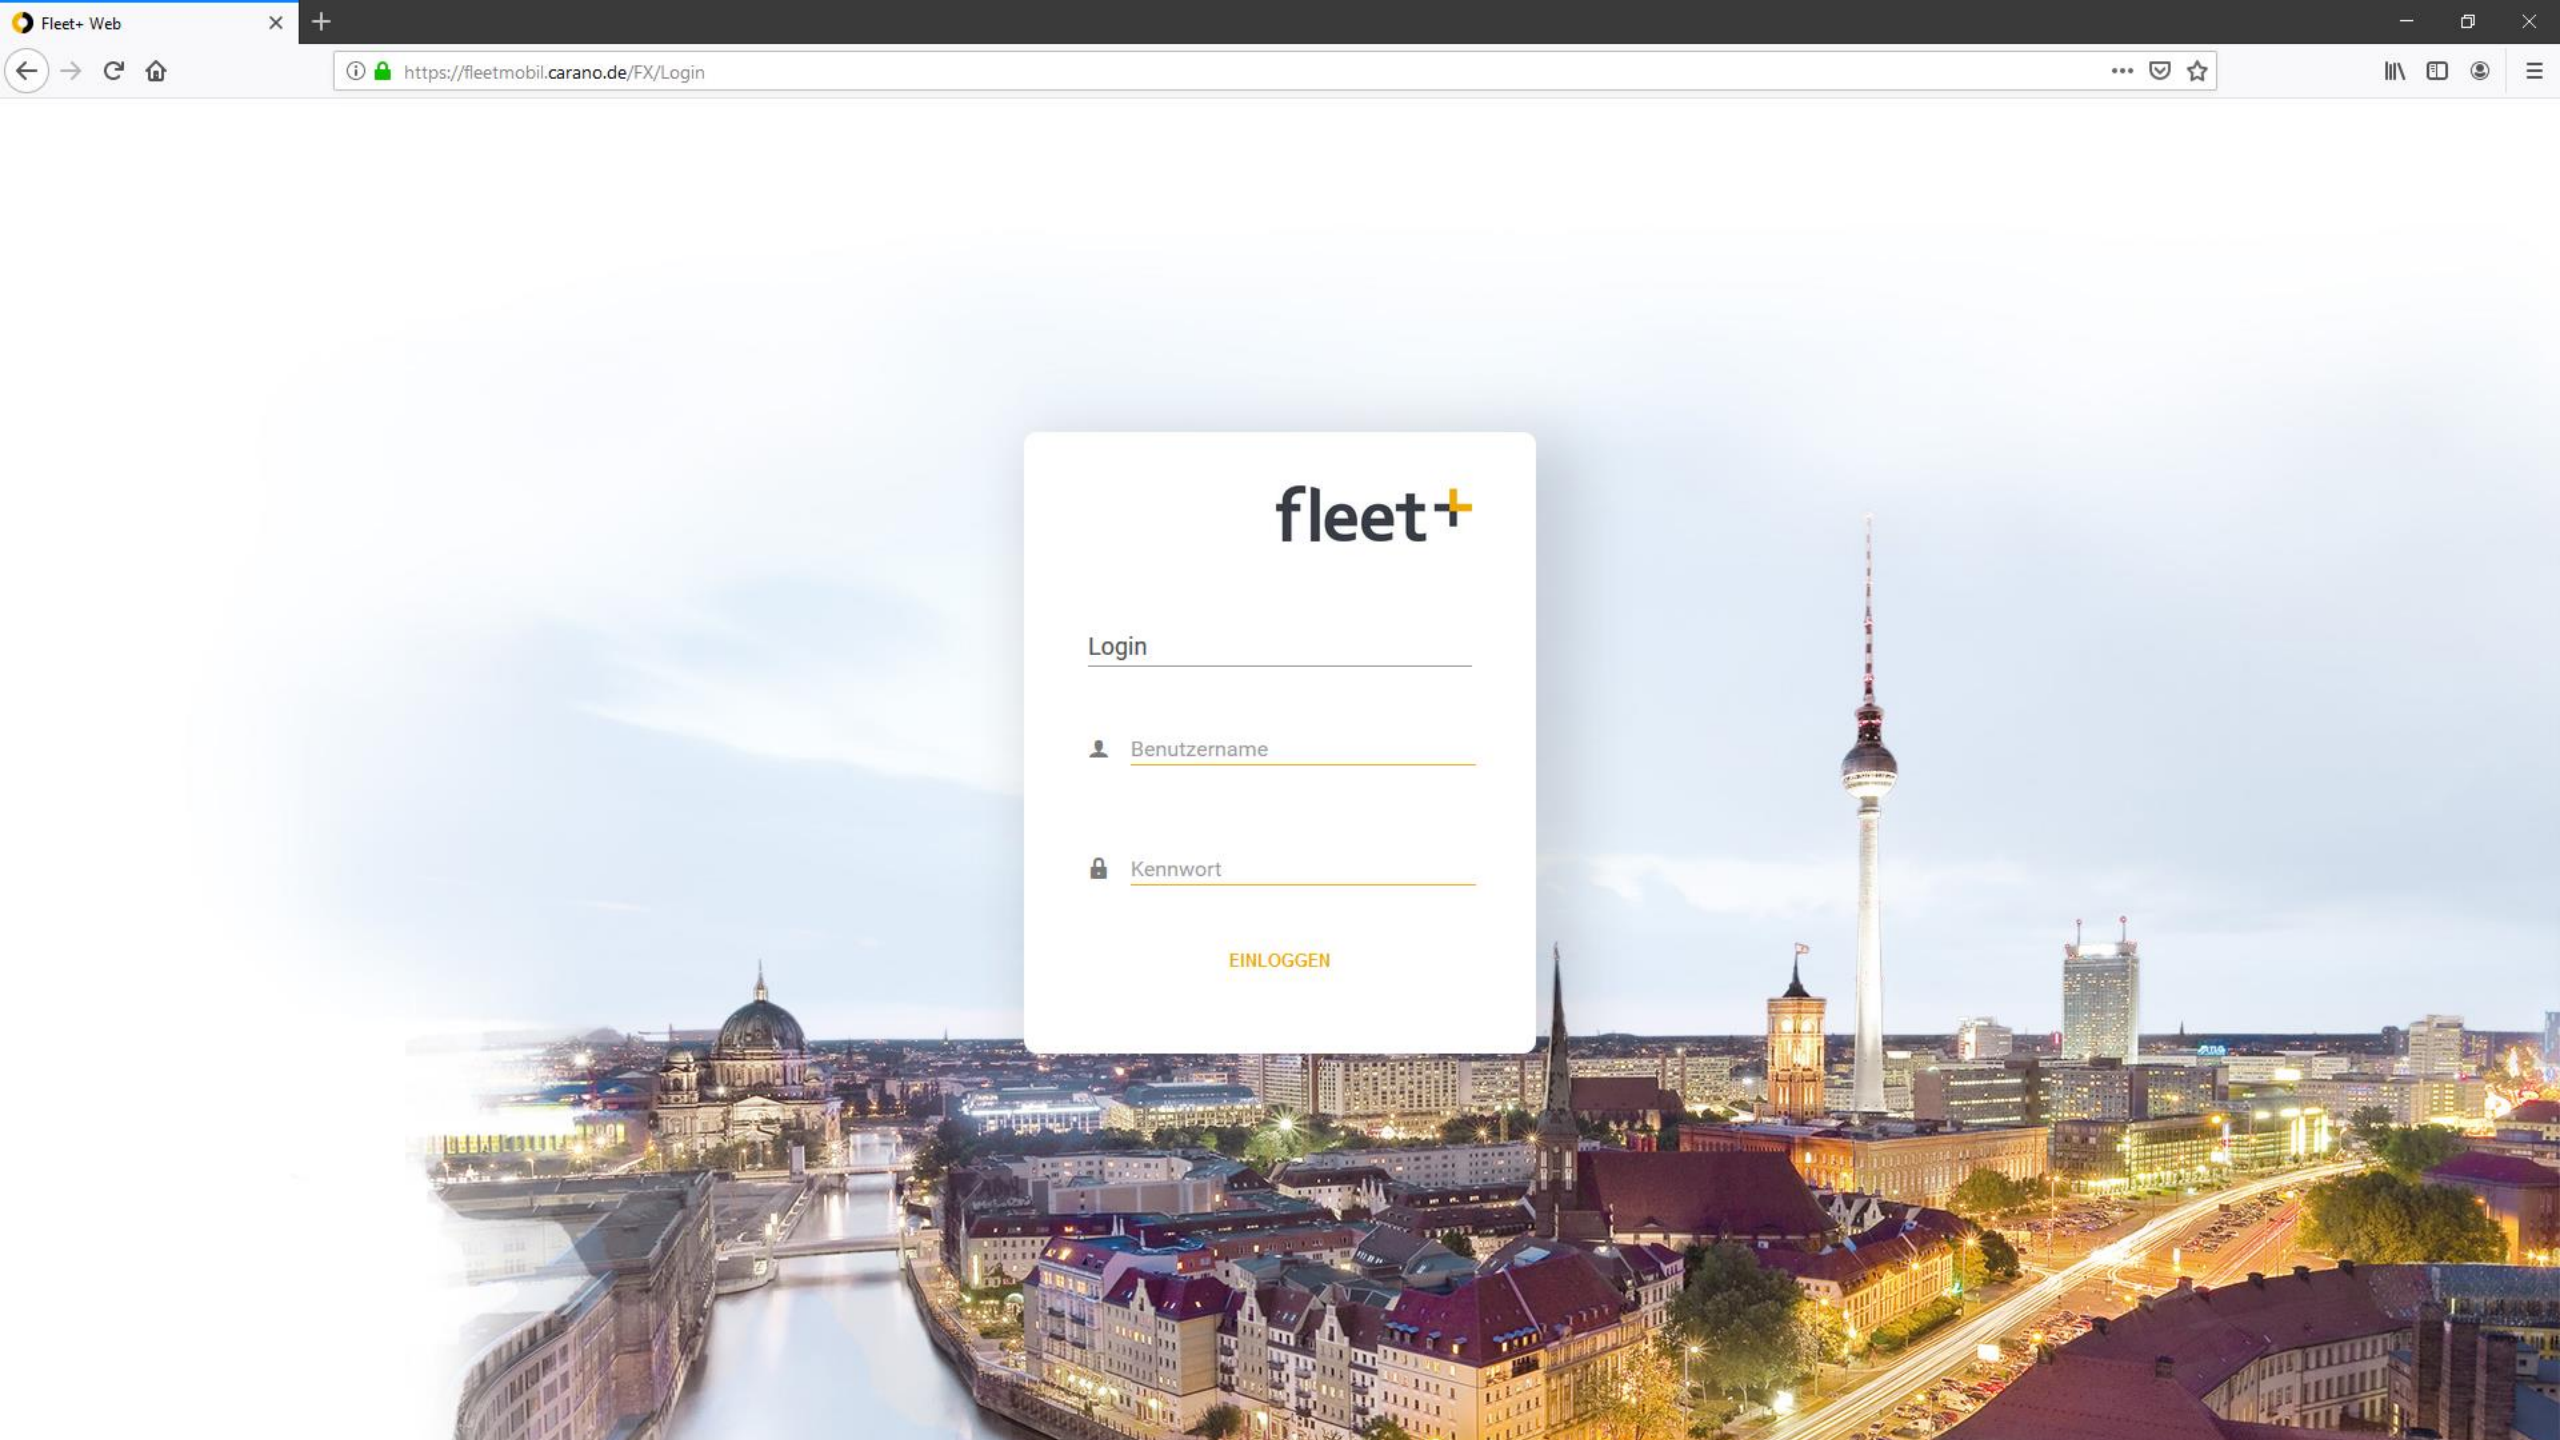 Fleet+ Web
https://fleetmobil.carano.de/FX/Login
fleet+
Login
Benutzername
Kennwort
EINLOGGEN